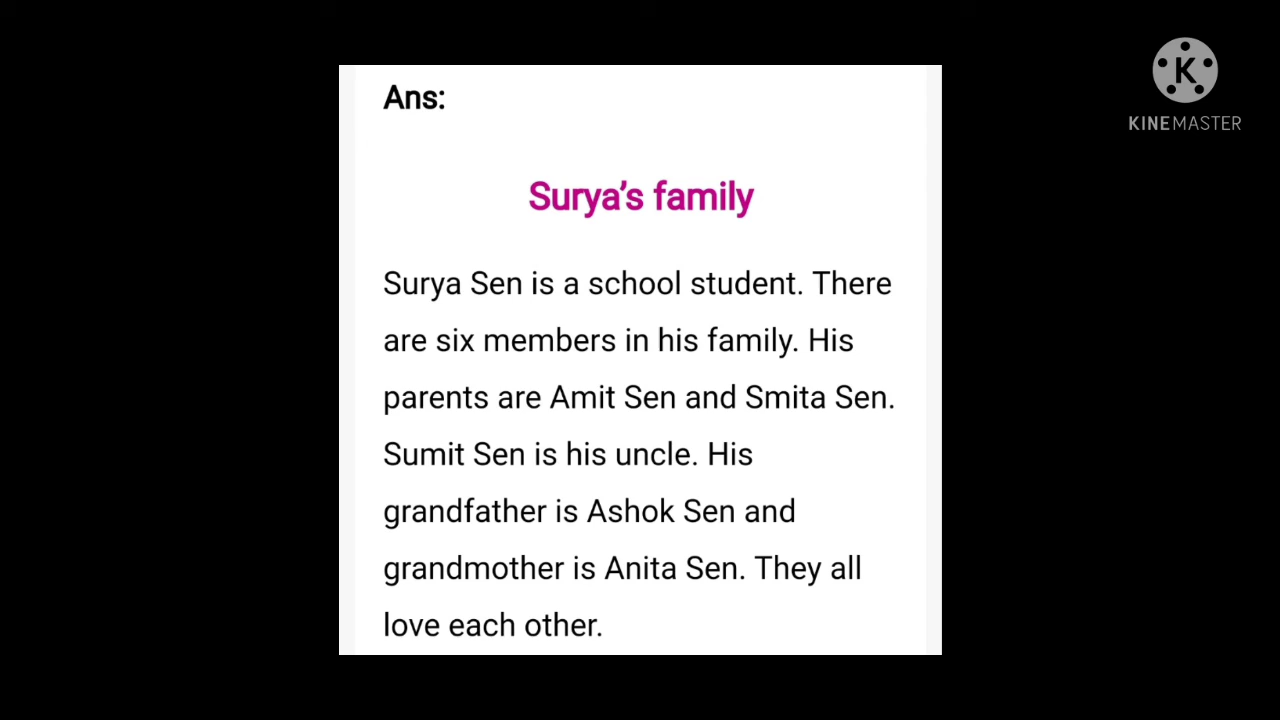 Ans:
Surya's family
Surya Sen is a school student. There
are six members in his family. His
parents are Amit Sen and Smita Sen.
Sumit Sen is his uncle. His
grandfather is Ashok Sen and
grandmother is Anita Sen. They all
love each other.
K
KINEMASTER